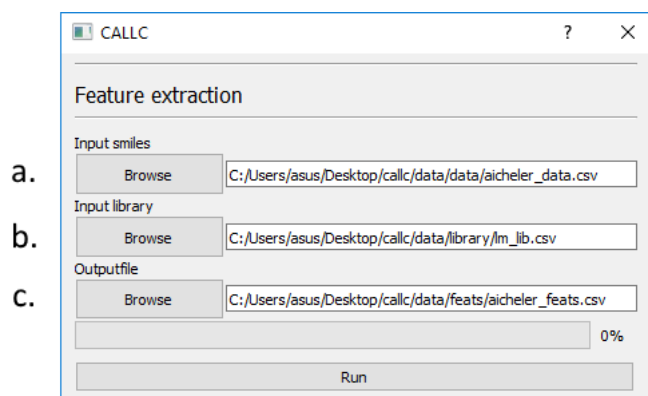 CALLC ?
Feature extraction
Input smiles
a. Browse C:/Users/asus/Desktop/callc/data/data/aicheler_data.csv
Input library
b. Browse C:/Users/asus/Desktop/callc/data/library/lm_lib.csv
Outputfile
c. Browse C:/Users/asus/Desktop/callc/data/feats/aicheler_feats.csv
0%
Run